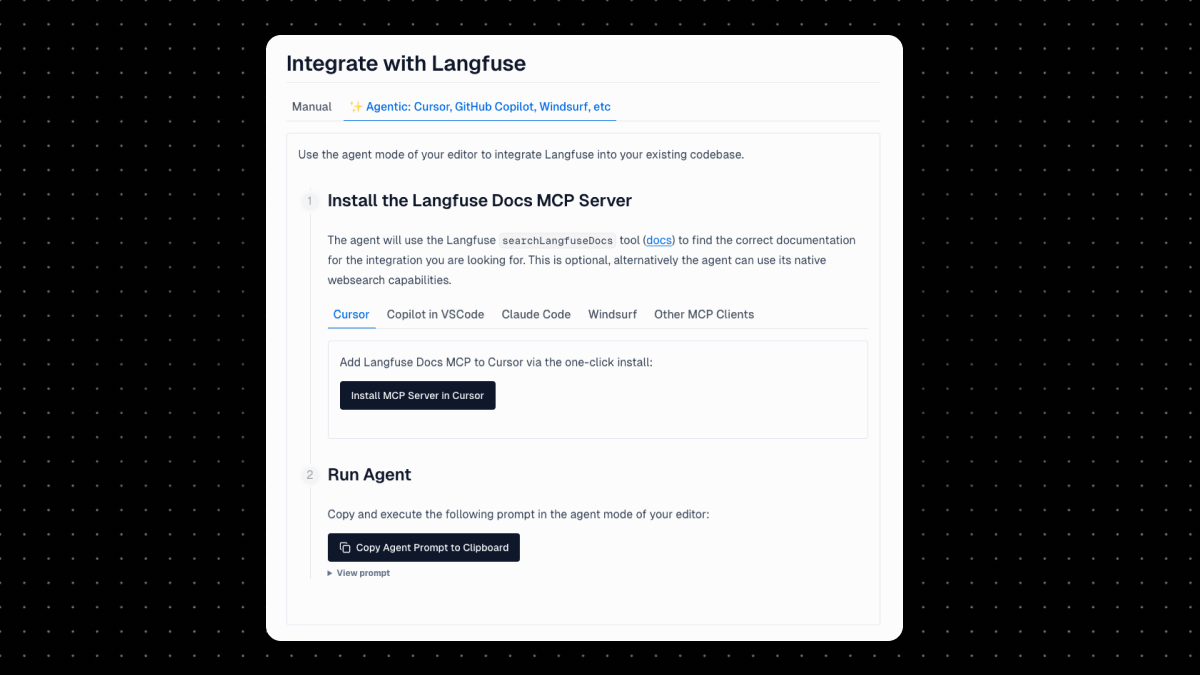 Integrate with Langfuse
Manual
✨ Agentic: Cursor, GitHub Copilot, Windsurf, etc
Use the agent mode of your editor to integrate Langfuse into your existing codebase.
1
Install the Langfuse Docs MCP Server
The agent will use the Langfuse searchLangfuseDocs tool (docs) to find the correct documentation
for the integration you are looking for. This is optional, alternatively the agent can use its native
websearch capabilities.
Cursor
Copilot in VSCode
Claude Code
Windsurf
Other MCP Clients
Add Langfuse Docs MCP to Cursor via the one-click install:
Install MCP Server in Cursor
2
Run Agent
Copy and execute the following prompt in the agent mode of your editor:
Copy Agent Prompt to Clipboard
View prompt